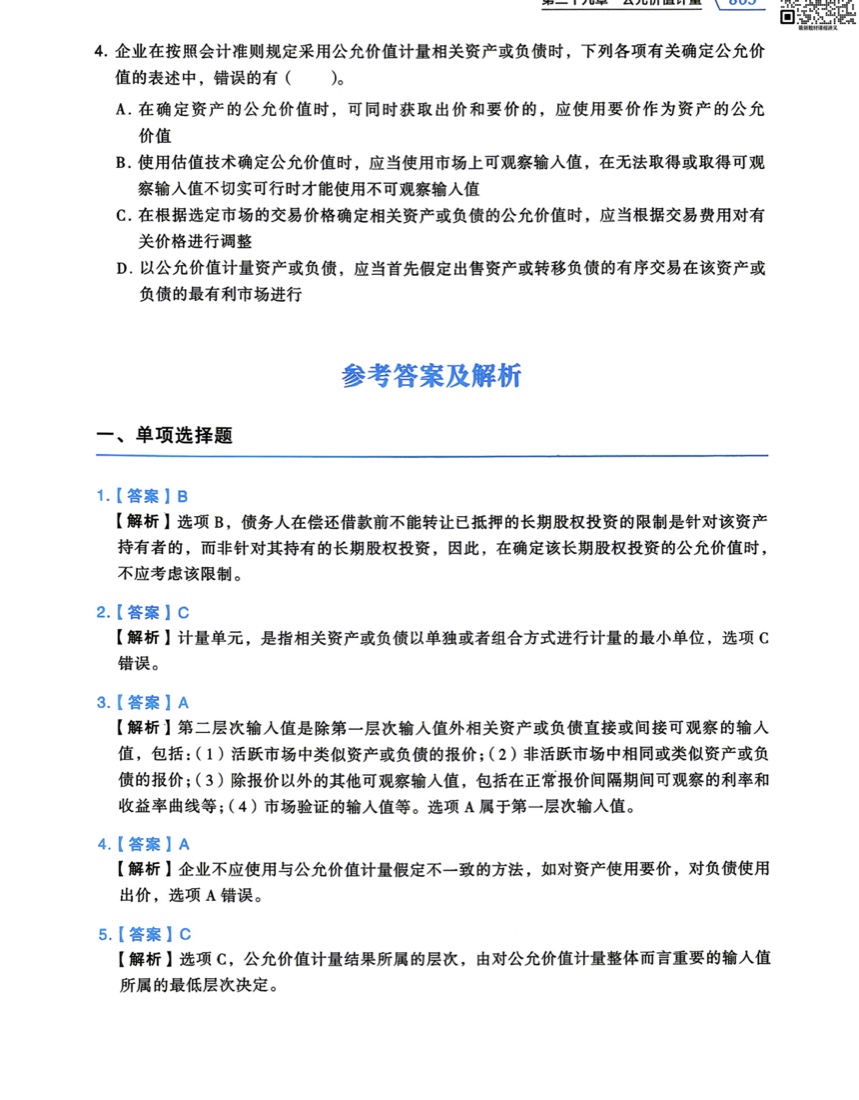 4. 企业在按照会计准则规定采用公允价值计量相关资产或负债时，下列各项有关确定公允价
值的表述中，错误的有（　　）。
A. 在确定资产的公允价值时，可同时获取出价和要价的，应使用要价作为资产的公允
价值
B. 使用估值技术确定公允价值时，应当使用市场上可观察输入值，在无法取得或取得可观
察输入值不切实可行时才能使用不可观察输入值
C. 在根据选定市场的交易价格确定相关资产或负债的公允价值时，应当根据交易费用对有
关价格进行调整
D. 以公允价值计量资产或负债，应当首先假定出售资产或转移负债的有序交易在该资产或
负债的最有利市场进行
参考答案及解析
一、单项选择题
1.【答案】B
【解析】选项 B，债务人在偿还借款前不能转让已抵押的长期股权投资的限制是针对该资产
持有者的，而非针对其持有的长期股权投资，因此，在确定该长期股权投资的公允价值时，
不应考虑该限制。
2.【答案】C
【解析】计量单元，是指相关资产或负债以单独或者组合方式进行计量的最小单位，选项 C
错误。
3.【答案】A
【解析】第二层次输入值是除第一层次输入值外相关资产或负债直接或间接可观察的输入
值，包括：（1）活跃市场中类似资产或负债的报价；（2）非活跃市场中相同或类似资产或负
债的报价；（3）除报价以外的其他可观察输入值，包括在正常报价间隔期间可观察的利率和
收益率曲线等；（4）市场验证的输入值等。选项 A 属于第一层次输入值。
4.【答案】A
【解析】企业不应使用与公允价值计量假定不一致的方法，如对资产使用要价，对负债使用
出价，选项 A 错误。
5.【答案】C
【解析】选项 C，公允价值计量结果所属的层次，由对公允价值计量整体而言重要的输入值
所属的最低层次决定。